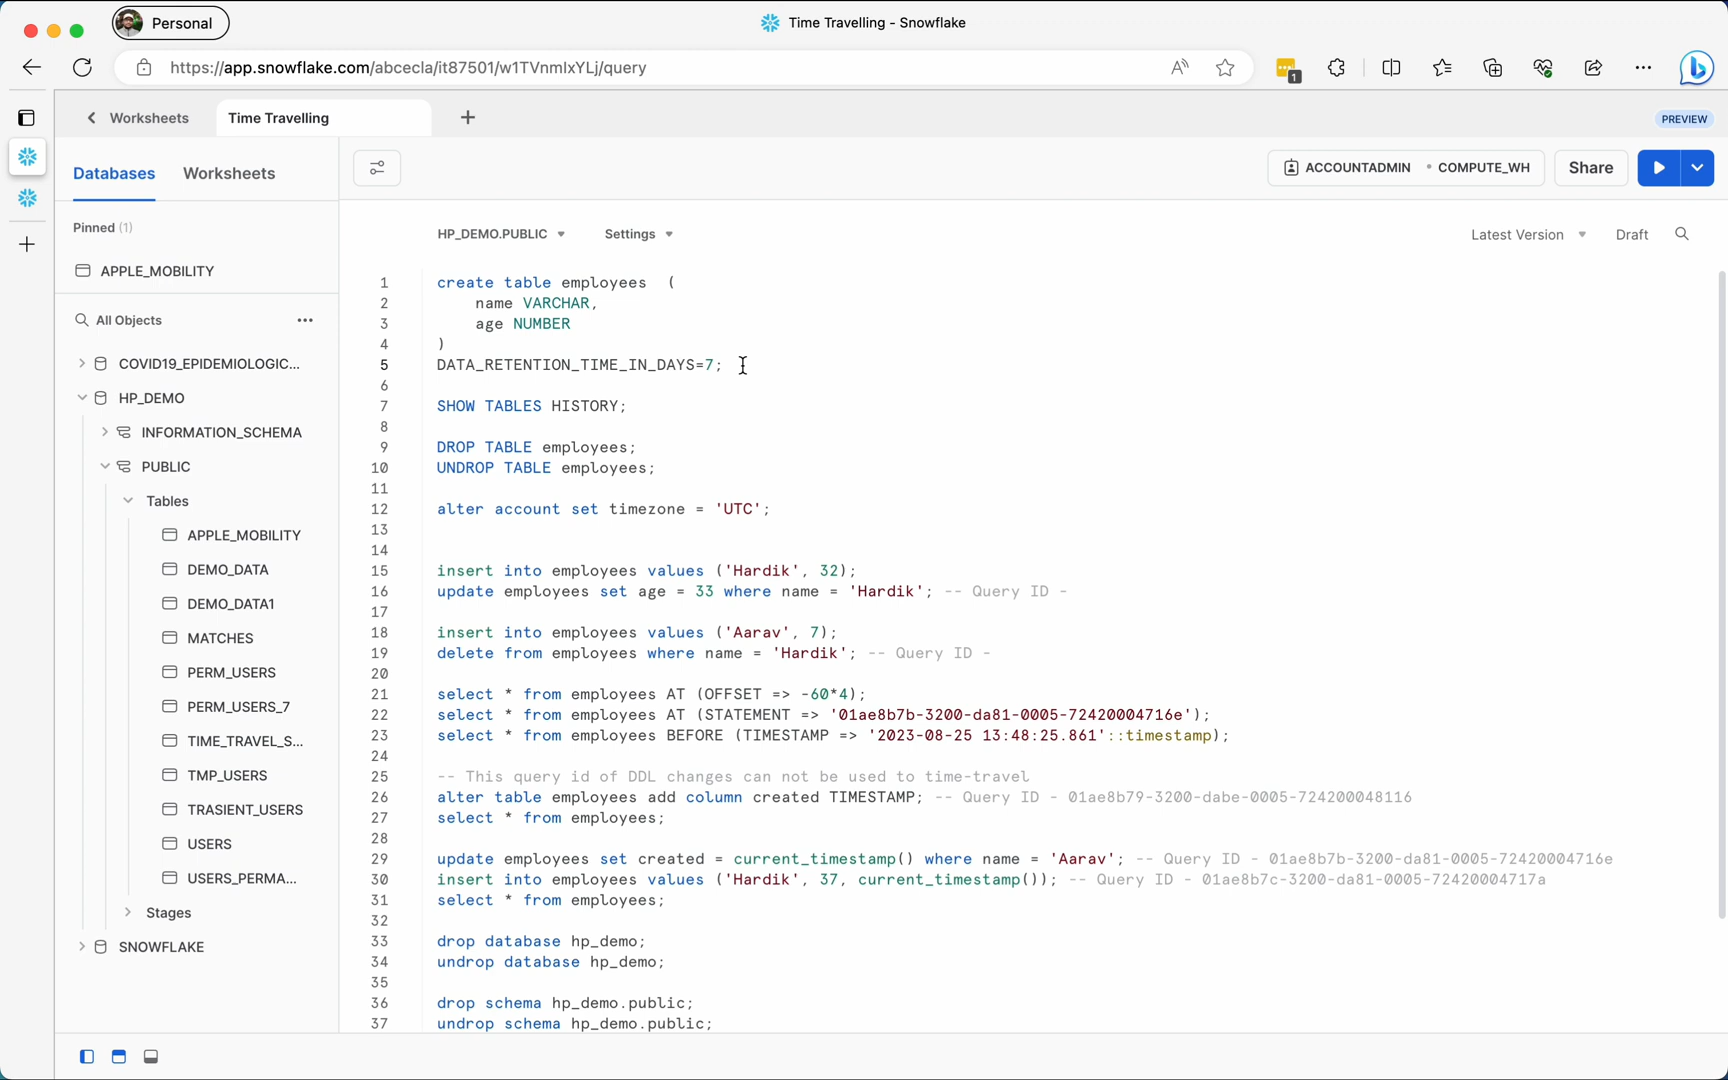 Personal
Time Travelling - Snowflake
https://app.snowflake.com/abcecla/it87501/w1TVnmIxYLj/query
1
Worksheets
Time Travelling
PREVIEW
Databases
Worksheets
ACCOUNTADMIN
COMPUTE_WH
Share
Pinned (1)
APPLE_MOBILITY
All Objects
COVID19_EPIDEMIOLOGIC...
HP_DEMO
INFORMATION_SCHEMA
PUBLIC
Tables
APPLE_MOBILITY
DEMO_DATA
DEMO_DATA1
MATCHES
PERM_USERS
PERM_USERS_7
TIME_TRAVEL_S...
TMP_USERS
TRASIENT_USERS
USERS
USERS_PERMA...
Stages
SNOWFLAKE
HP_DEMO.PUBLIC
Settings
Latest Version
Draft
1 create table employees (
2 name VARCHAR,
3 age NUMBER
4 )
5 DATA_RETENTION_TIME_IN_DAYS=7;
6
7 SHOW TABLES HISTORY;
8
9 DROP TABLE employees;
10 UNDROP TABLE employees;
11
12 alter account set timezone = 'UTC';
13
14
15 insert into employees values ('Hardik', 32);
16 update employees set age = 33 where name = 'Hardik'; -- Query ID -
17
18 insert into employees values ('Aarav', 7);
19 delete from employees where name = 'Hardik'; -- Query ID -
20
21 select * from employees AT (OFFSET => -60*4);
22 select * from employees AT (STATEMENT => '01ae8b7b-3200-da81-0005-72420004716e');
23 select * from employees BEFORE (TIMESTAMP => '2023-08-25 13:48:25.861'::timestamp);
24
25 -- This query id of DDL changes can not be used to time-travel
26 alter table employees add column created TIMESTAMP; -- Query ID - 01ae8b79-3200-dabe-0005-724200048116
27 select * from employees;
28
29 update employees set created = current_timestamp() where name = 'Aarav'; -- Query ID - 01ae8b7b-3200-da81-0005-72420004716e
30 insert into employees values ('Hardik', 37, current_timestamp()); -- Query ID - 01ae8b7c-3200-da81-0005-72420004717a
31 select * from employees;
32
33 drop database hp_demo;
34 undrop database hp_demo;
35
36 drop schema hp_demo.public;
37 undrop schema hp_demo.public;